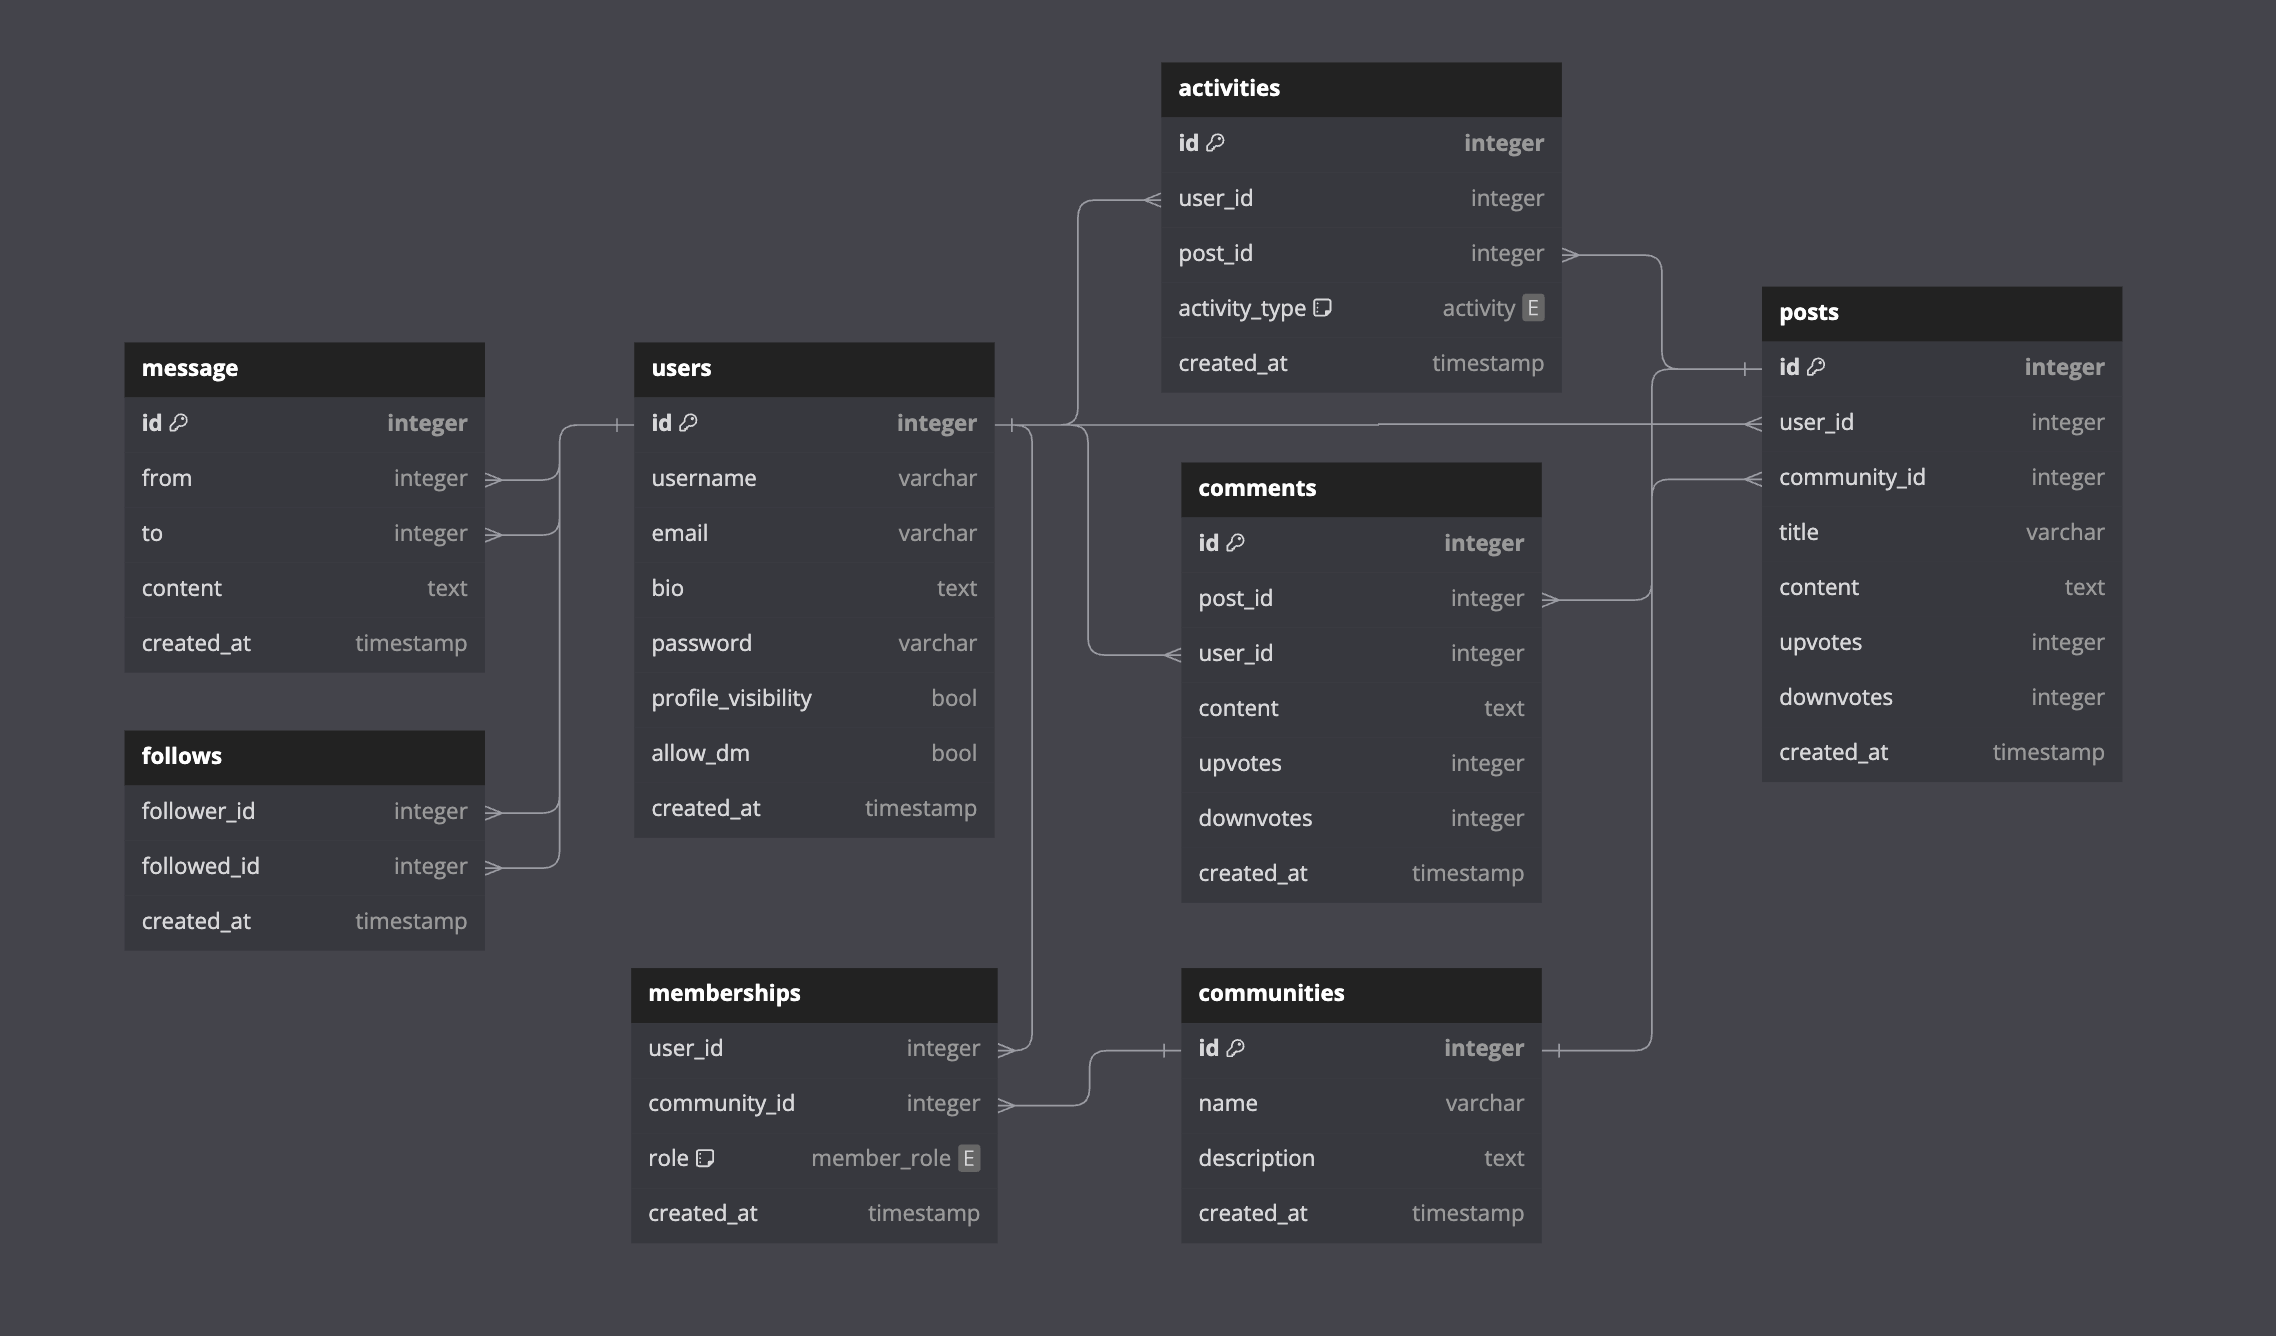 activities
id integer
user_id integer
post_id integer
activity_type activity E
created_at timestamp
message
id integer
from integer
to integer
content text
created_at timestamp
users
id integer
username varchar
email varchar
bio text
password varchar
profile_visibility bool
allow_dm bool
created_at timestamp
posts
id integer
user_id integer
community_id integer
title varchar
content text
upvotes integer
downvotes integer
created_at timestamp
comments
id integer
post_id integer
user_id integer
content text
upvotes integer
downvotes integer
created_at timestamp
follows
follower_id integer
followed_id integer
created_at timestamp
memberships
user_id integer
community_id integer
role member_role E
created_at timestamp
communities
id integer
name varchar
description text
created_at timestamp